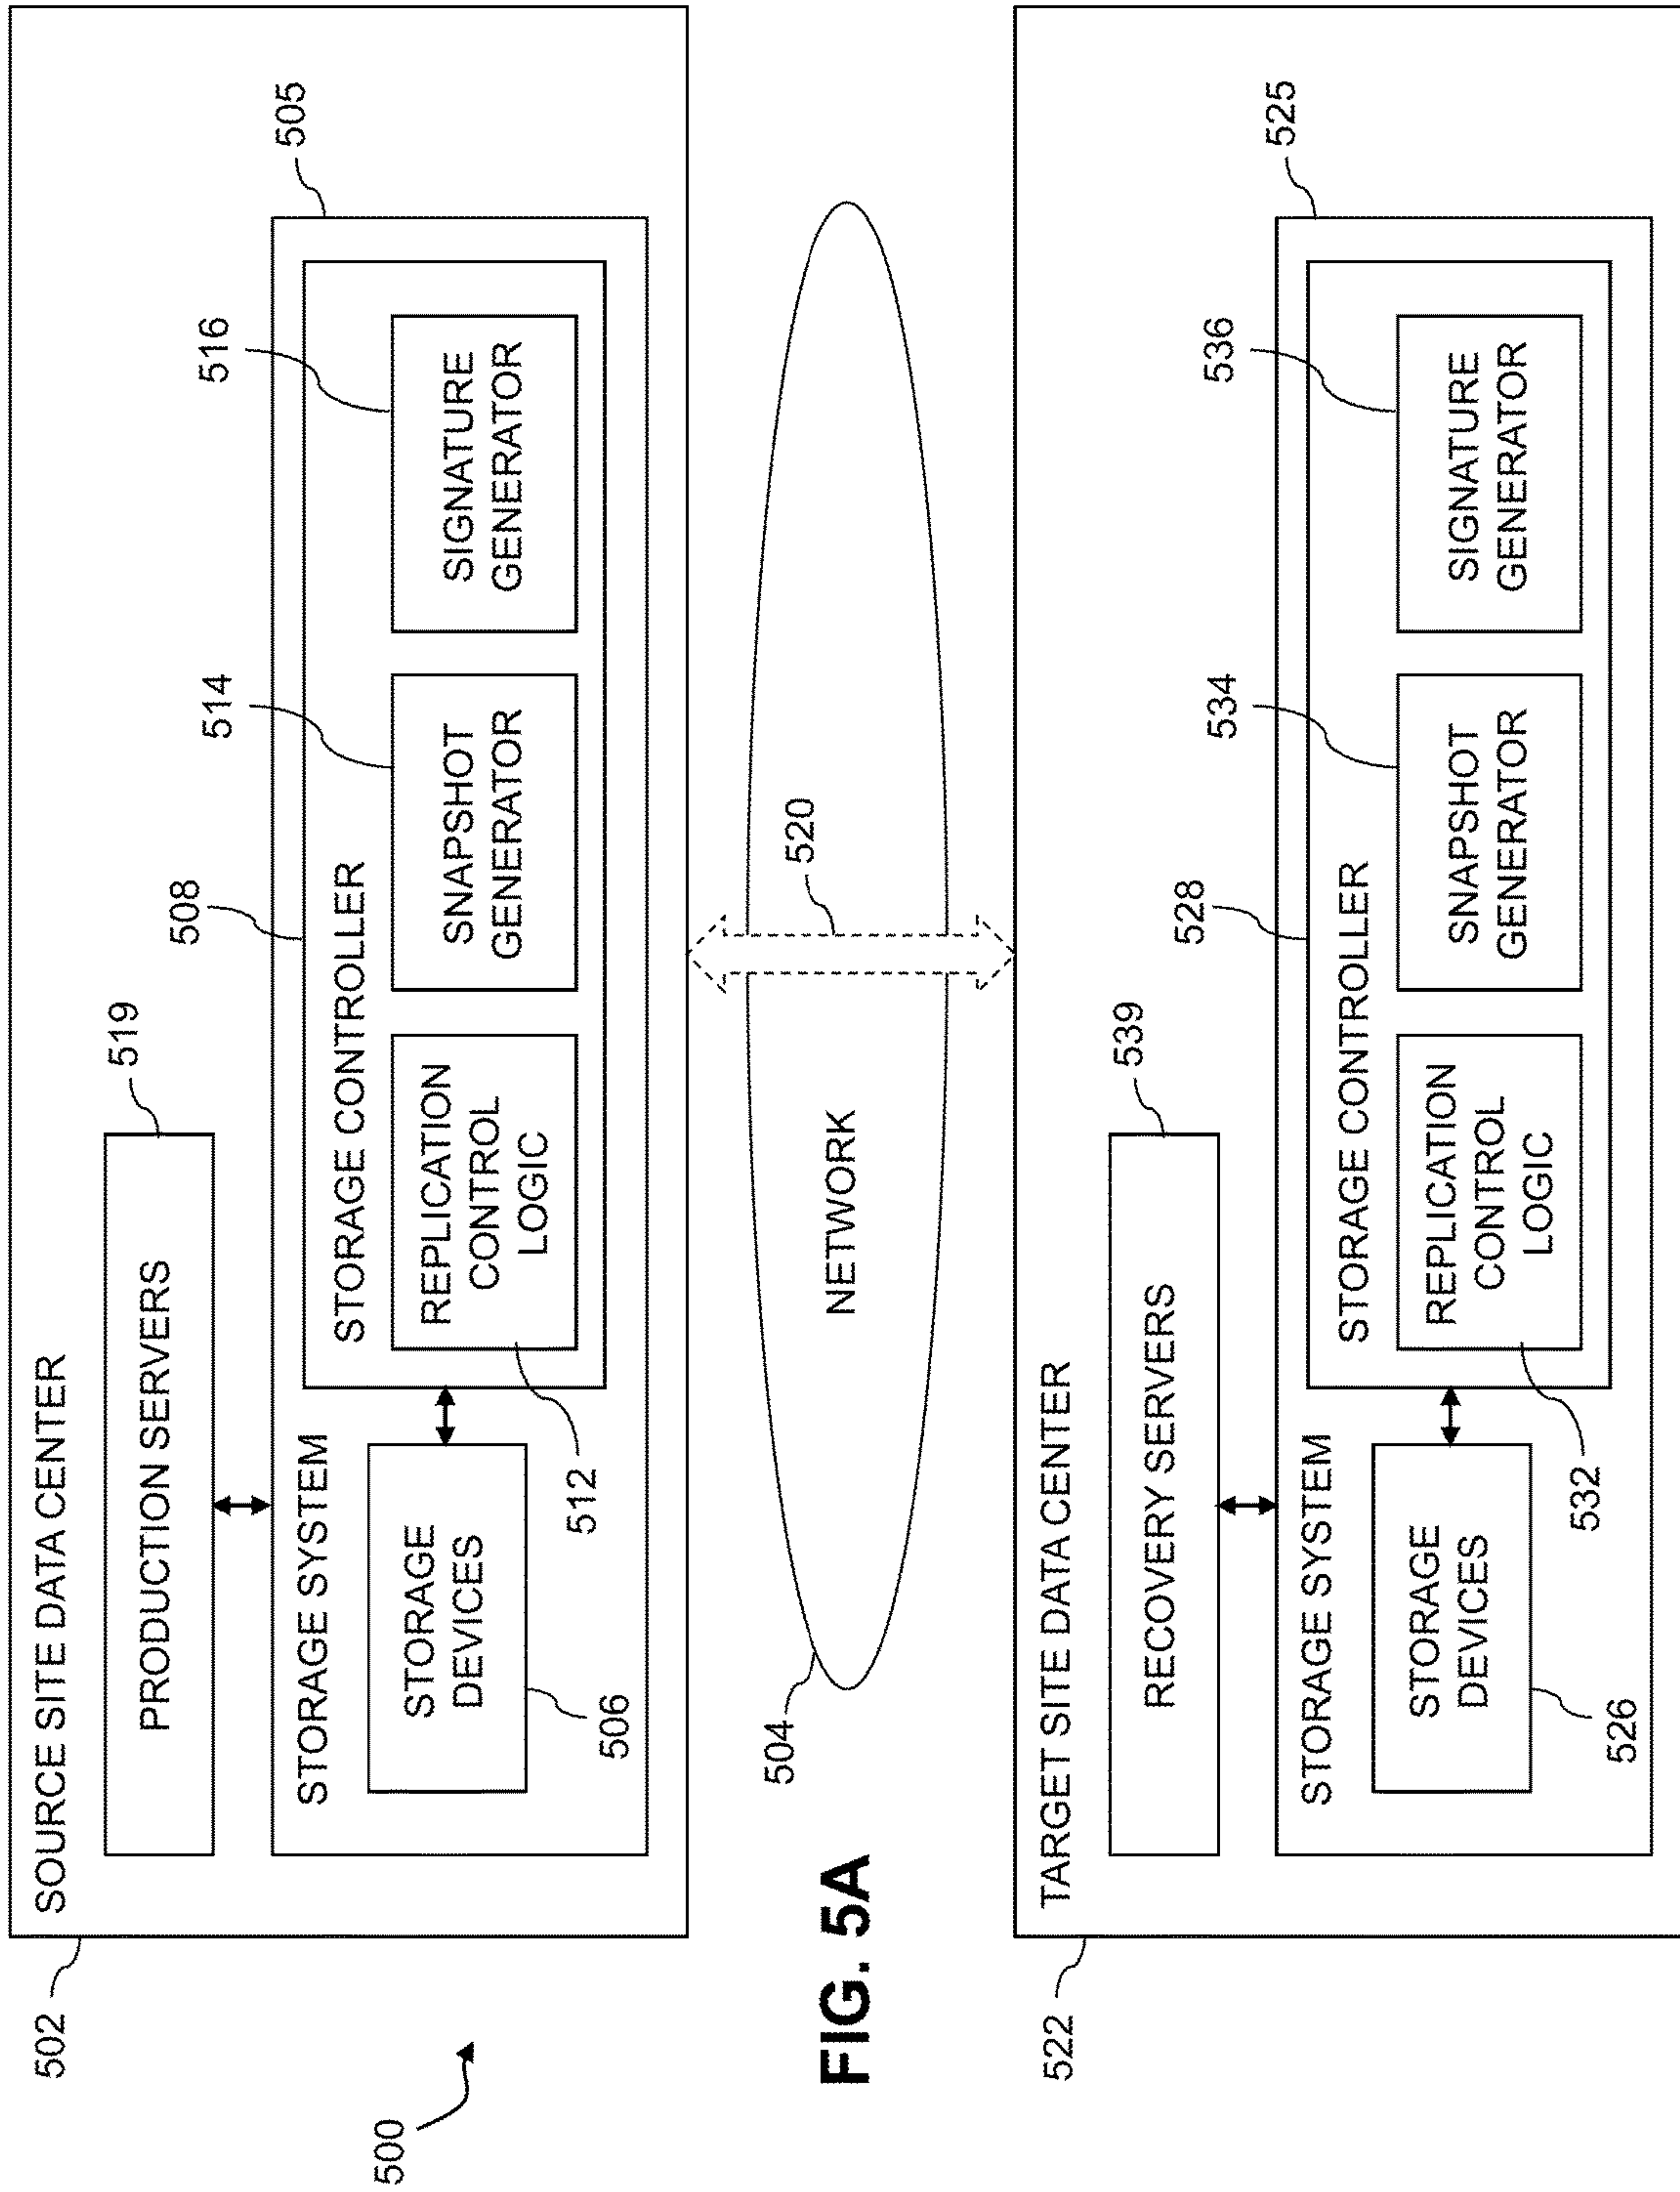 500
502
SOURCE SITE DATA CENTER
PRODUCTION SERVERS
519
STORAGE SYSTEM
505
STORAGE
DEVICES
506
508
STORAGE CONTROLLER
REPLICATION
CONTROL
LOGIC
512
514
SNAPSHOT
GENERATOR
516
SIGNATURE
GENERATOR
504
NETWORK
520
FIG. 5A
522
TARGET SITE DATA CENTER
RECOVERY SERVERS
539
STORAGE SYSTEM
525
STORAGE
DEVICES
526
528
STORAGE CONTROLLER
REPLICATION
CONTROL
LOGIC
532
534
SNAPSHOT
GENERATOR
536
SIGNATURE
GENERATOR